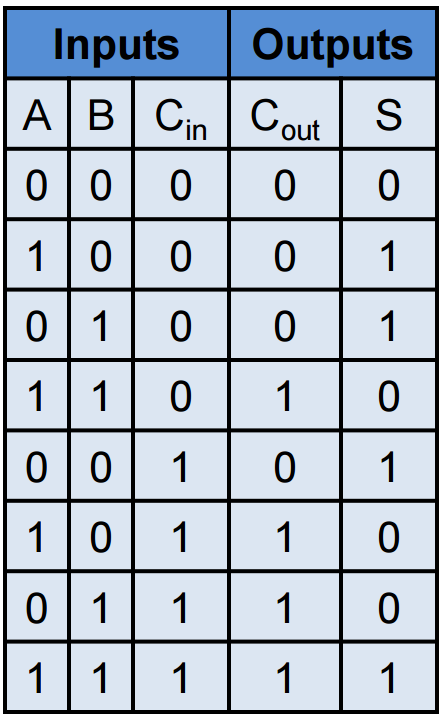 Inputs Outputs
A B Cin Cout S
0 0 0 0 0
1 0 0 0 1
0 1 0 0 1
1 1 0 1 0
0 0 1 0 1
1 0 1 1 0
0 1 1 1 0
1 1 1 1 1